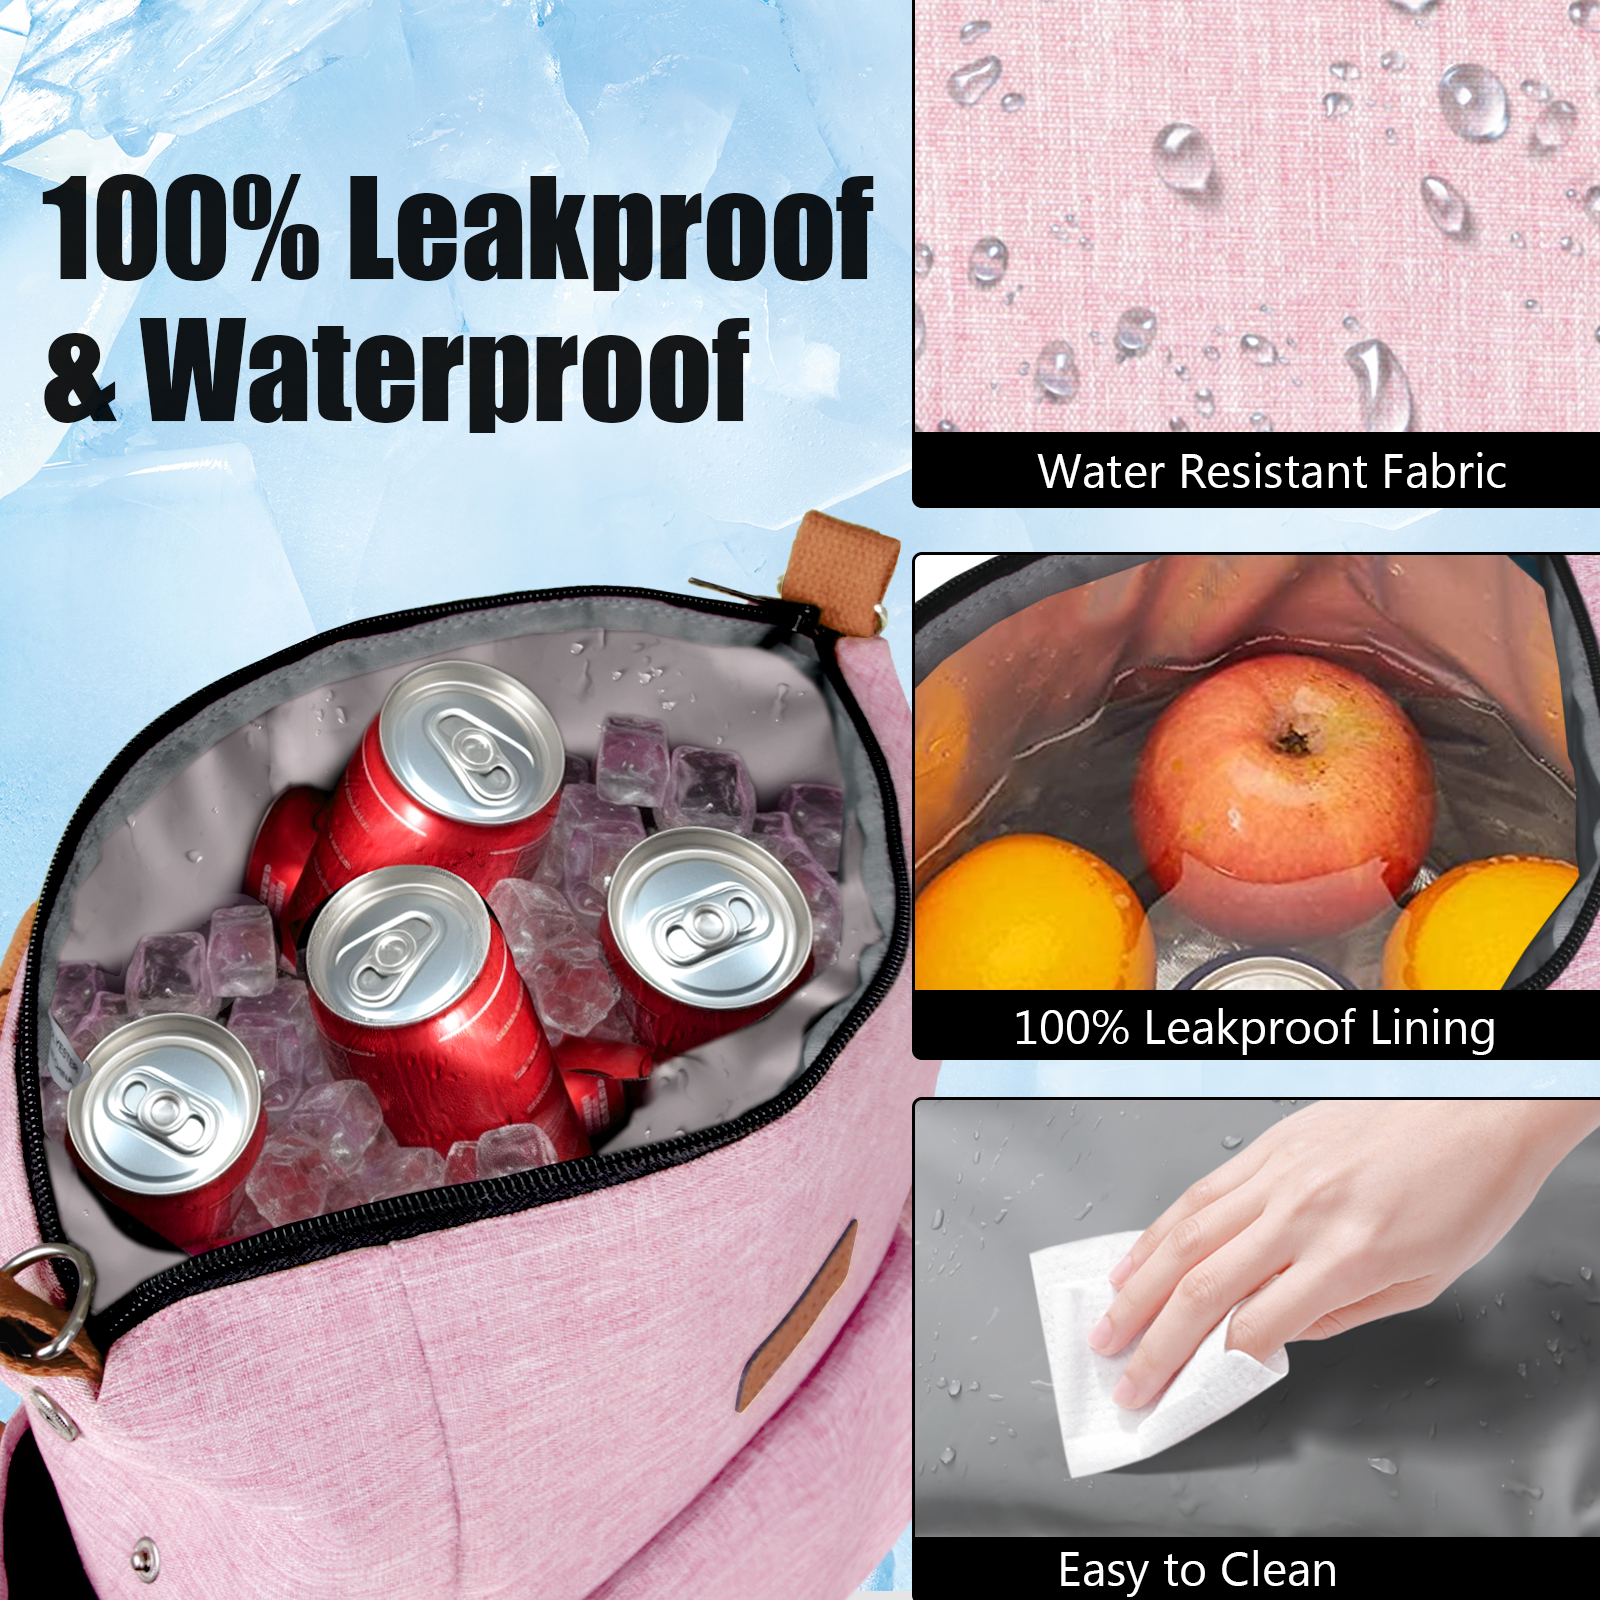 100% Leakproof
& Waterproof
Water Resistant Fabric
100% Leakproof Lining
Easy to Clean